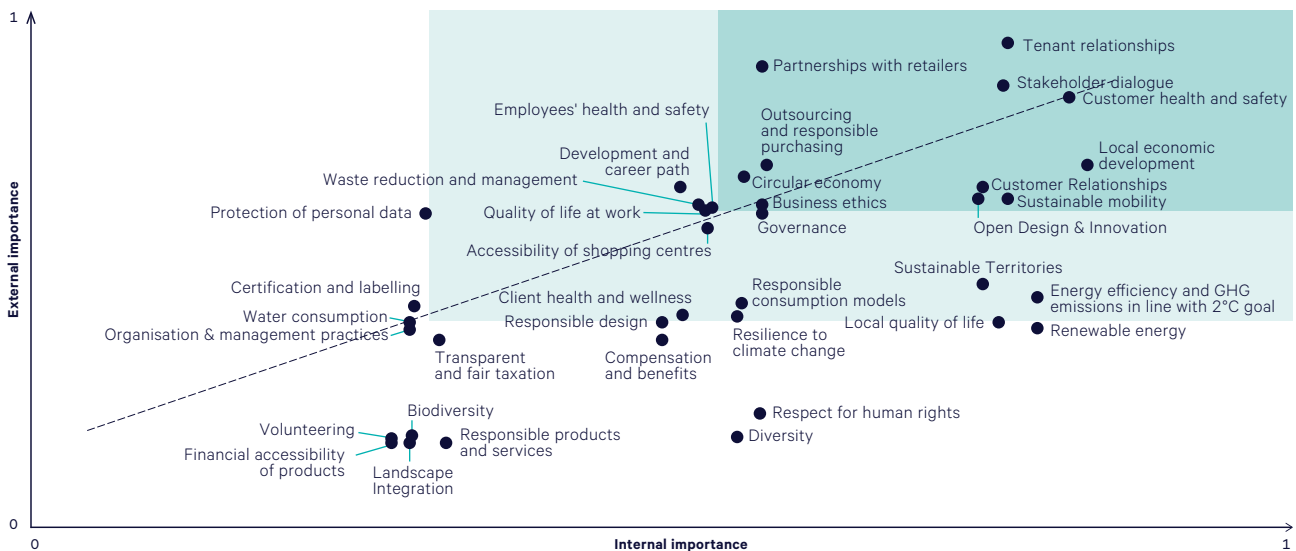 1
Tenant relationships
Partnerships with retailers
Stakeholder dialogue
Customer health and safety
Employees' health and safety
Outsourcing
and responsible
purchasing
Local economic
development
Development and
career path
Waste reduction and management
Circular economy
Customer Relationships
Protection of personal data
Quality of life at work
Business ethics
Sustainable mobility
Governance
Open Design & Innovation
Accessibility of shopping centres
External importance
Sustainable Territories
Certification and labelling
Client health and wellness
Responsible
consumption models
Energy efficiency and GHG
emissions in line with 2°C goal
Water consumption
Responsible design
Local quality of life
Organisation & management practices
Resilience to
climate change
Renewable energy
Transparent
and fair taxation
Compensation
and benefits
Biodiversity
Respect for human rights
Volunteering
Responsible products
and services
Diversity
Financial accessibility
of products
Landscape
Integration
0
0
Internal importance
1